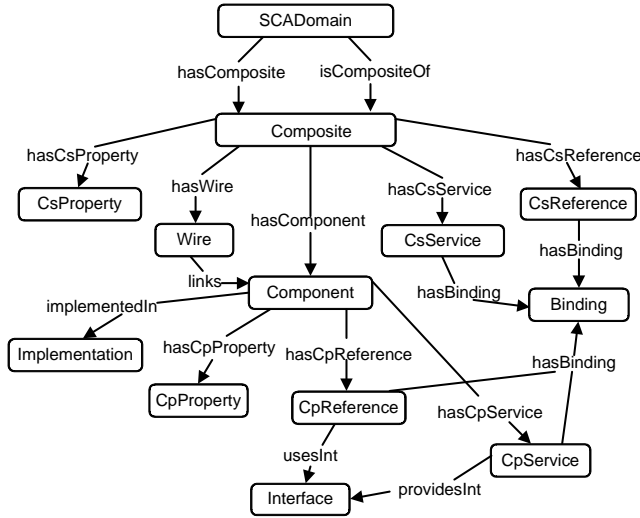 SCADomain
hasComposite
isCompositeOf
Composite
hasCsProperty
hasCsReference
hasWire
hasCsService
CsProperty
CsReference
hasComponent
Wire
CsService
hasBinding
links
hasBinding
Component
Binding
implementedIn
hasCpProperty
hasCpReference
Implementation
hasBinding
CpProperty
CpReference
hasCpService
usesInt
CpService
providesInt
Interface